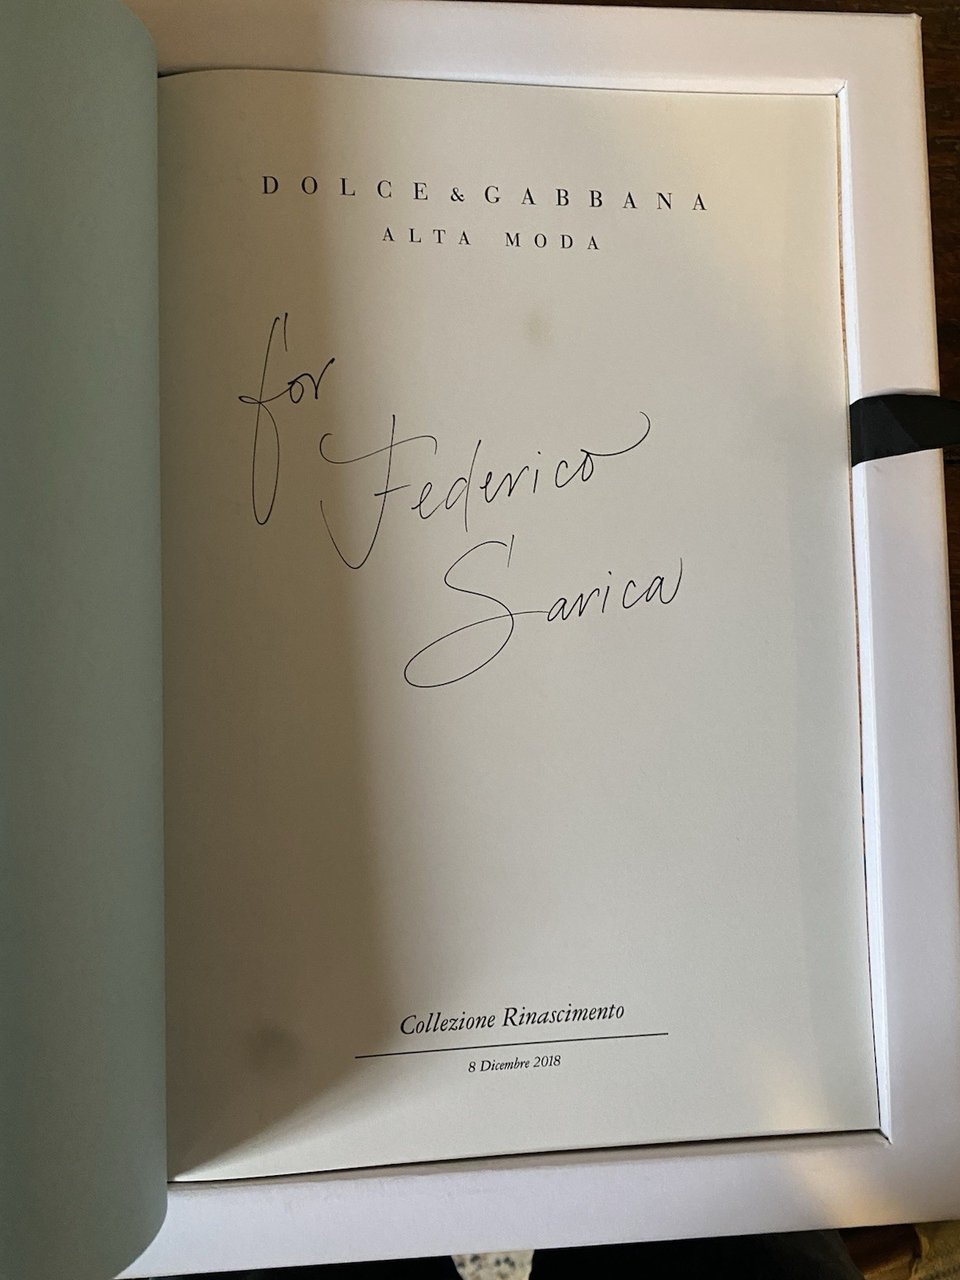 DOLCE & GABBANA
ALTA MODA
for
Federico
Sarica
Collezione Rinascimento
8 Dicembre 2018